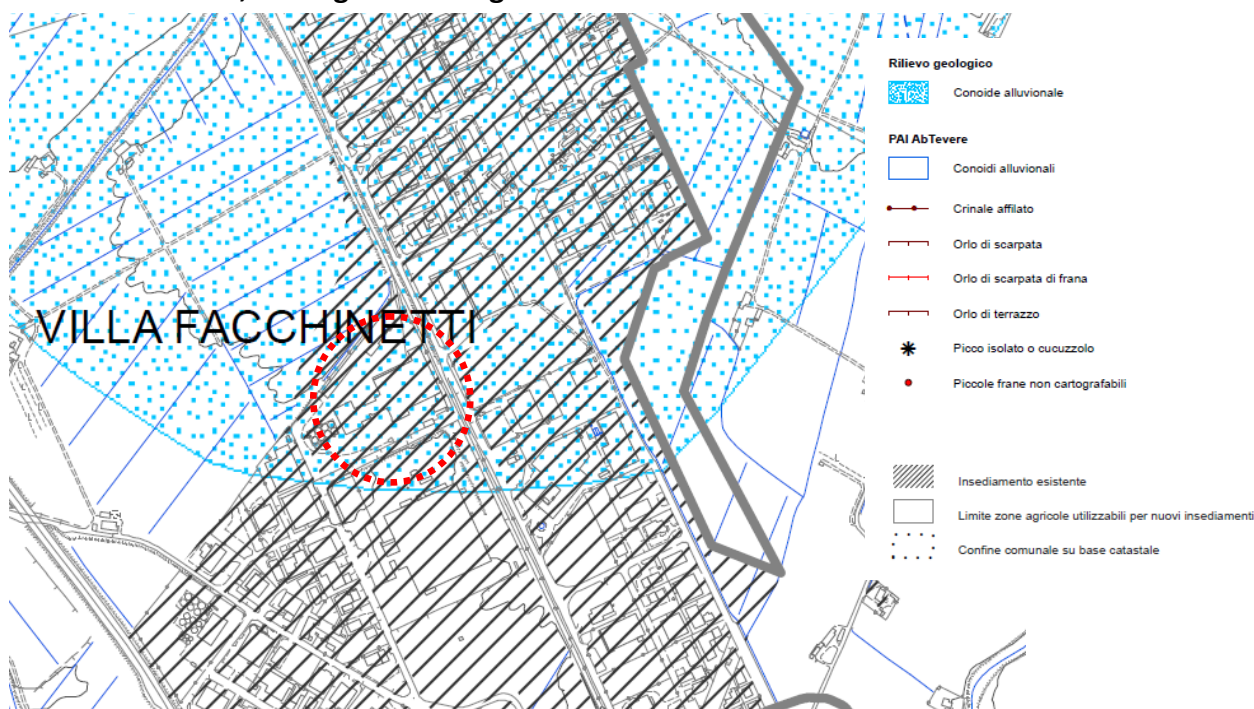 VILLA FACCHINETTI
Rilievo geologico
Conoide alluvionale
PAI AbTevere
Conoidi alluvionali
Crinale affilato
Orlo di scarpata
Orlo di scarpata di frana
Orlo di terrazzo
Picco isolato o cucuzzolo
Piccole frane non cartografabili
Insediamento esistente
Limite zone agricole utilizzabili per nuovi insediamenti
Confine comunale su base catastale